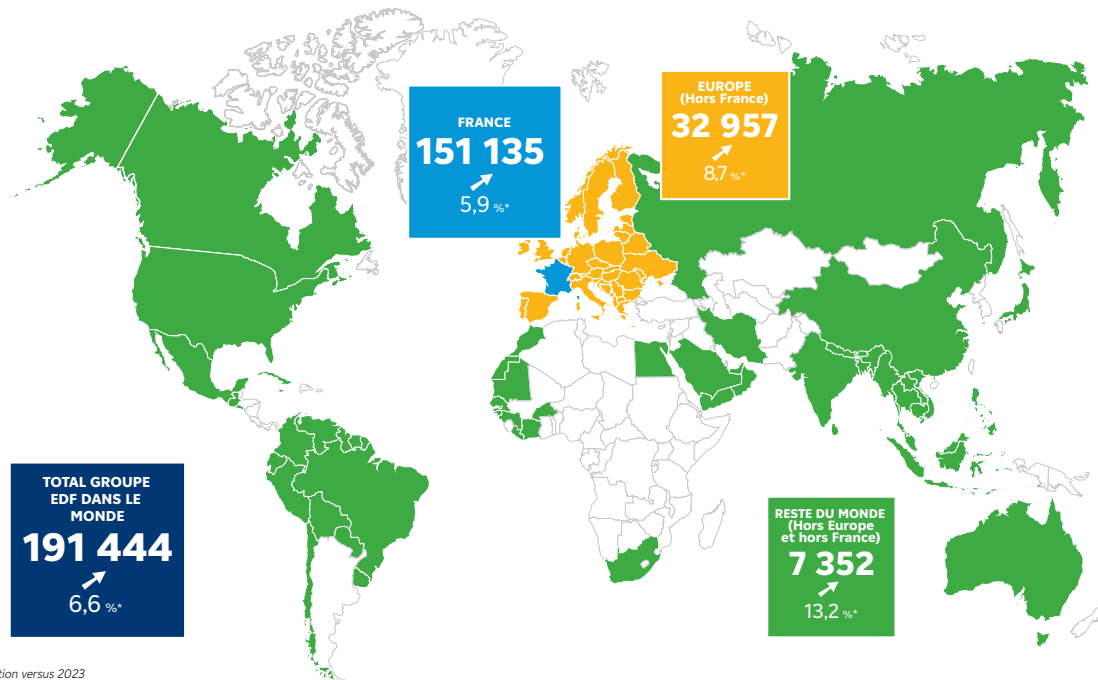 FRANCE
151 135
5,9 %*
EUROPE
(Hors France)
32 957
8,7 %*
TOTAL GROUPE
EDF DANS LE
MONDE
191 444
6,6 %*
RESTE DU MONDE
(Hors Europe
et hors France)
7 352
13,2 %*
versus 2023